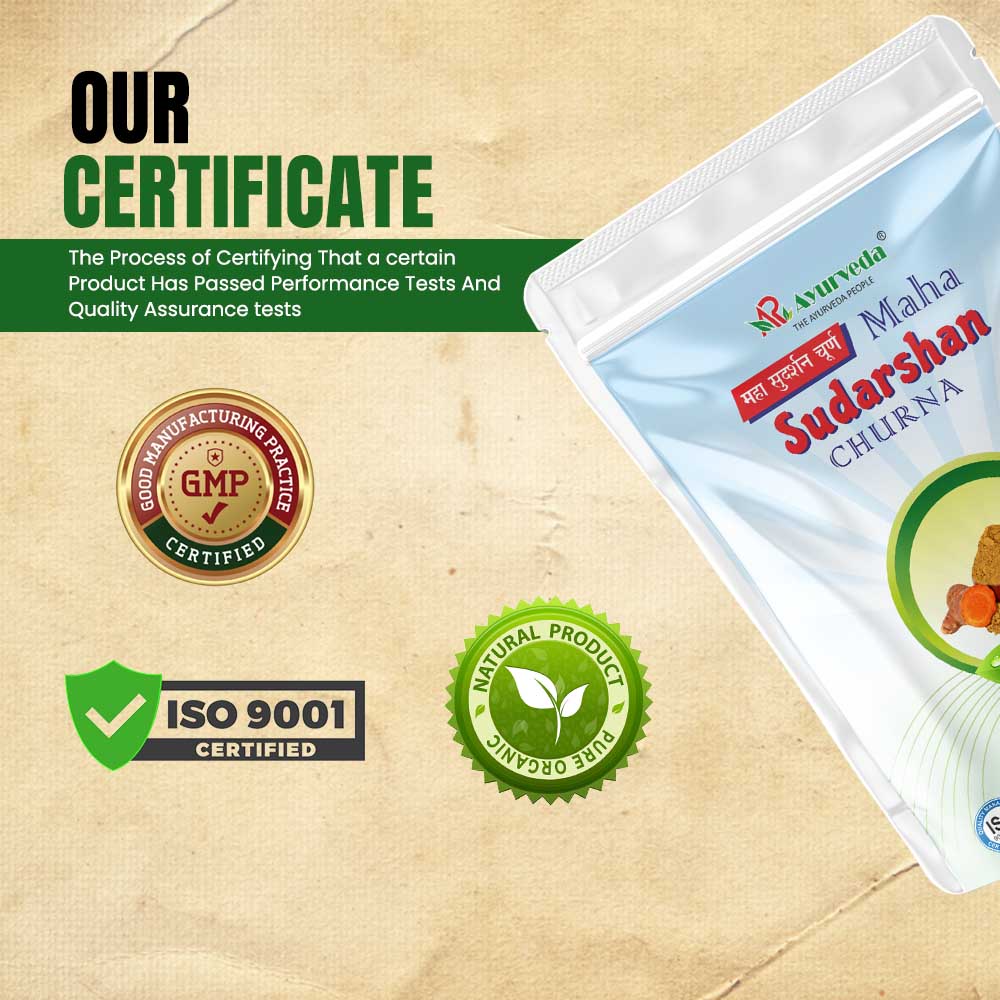 OUR
CERTIFICATE
The Process of Certifying That a certain
Product Has Passed Performance Tests And
Quality Assurance tests
AR Ayurveda®
THE AYURVEDA PEOPLE
महा सुदर्शन चूर्ण
Maha
Sudarshan
CHURNA
GOOD MANUFACTURING PRACTICE
GMP
CERTIFIED
NATURAL PRODUCT
PURE ORGANIC
ISO 9001
CERTIFIED